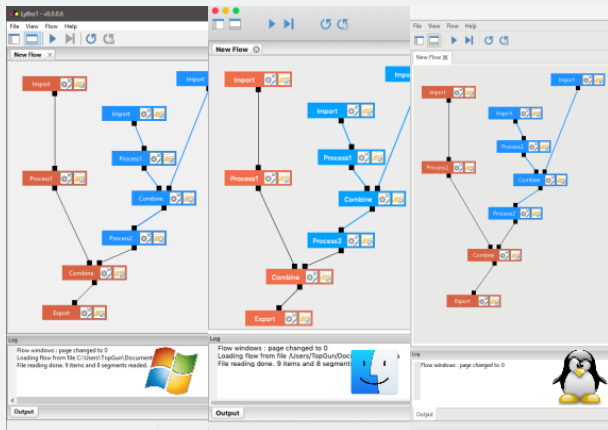 Lythe1 - v0.0.0.6
File View Flow Help
New Flow
Import
Import
Process1
Process1
Combine
Process2
Combine
Export
Log
Flow windows : page changed to 0
Loading flow from file C:\Users\TopGun\Document
File reading done. 9 items and 8 segments readed.
Output
New Flow
Import
Impo
Import
Process1
Process1
Combine
Process2
Combine
Export
Log
Flow windows : page changed to 0
Loading flow from file /Users/TopGun/Doc
File reading done. 9 items and 8 segments
Output
File View Flow Help
New Flow
Import
Import
Import
Process1
Process1
Combine
Process2
Combine
Export
Log
Flow windows : page changed to 0
Output